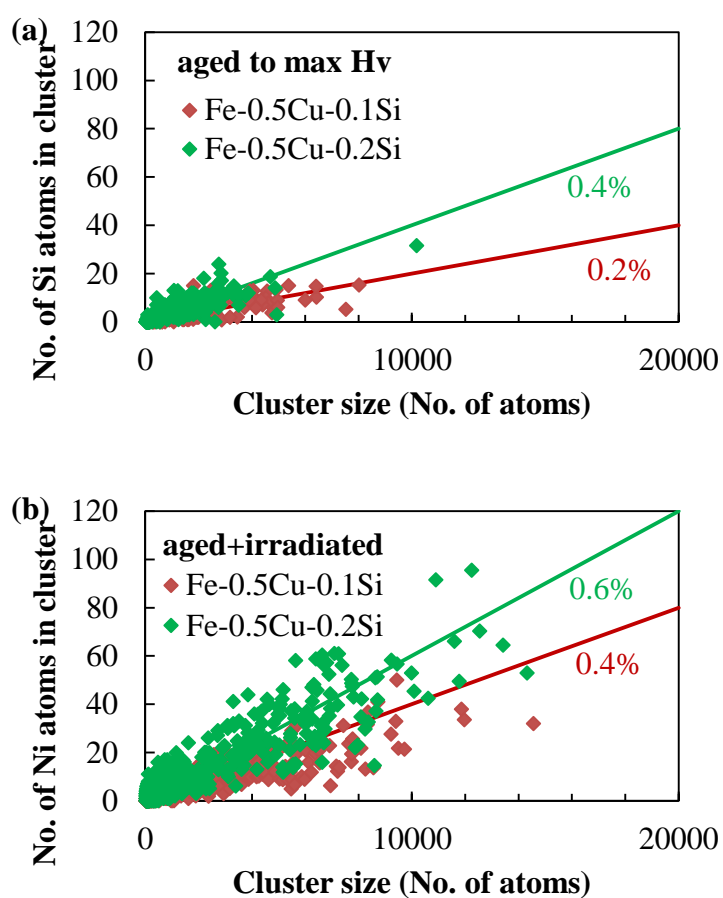 (a)
120
100
80
60
40
20
0
No. of Si atoms in cluster
aged to max Hv
Fe-0.5Cu-0.1Si
Fe-0.5Cu-0.2Si
0.4%
0.2%
0 10000 20000
Cluster size (No. of atoms)
(b)
120
100
80
60
40
20
0
No. of Ni atoms in cluster
aged+irradiated
Fe-0.5Cu-0.1Si
Fe-0.5Cu-0.2Si
0.6%
0.4%
0 10000 20000
Cluster size (No. of atoms)